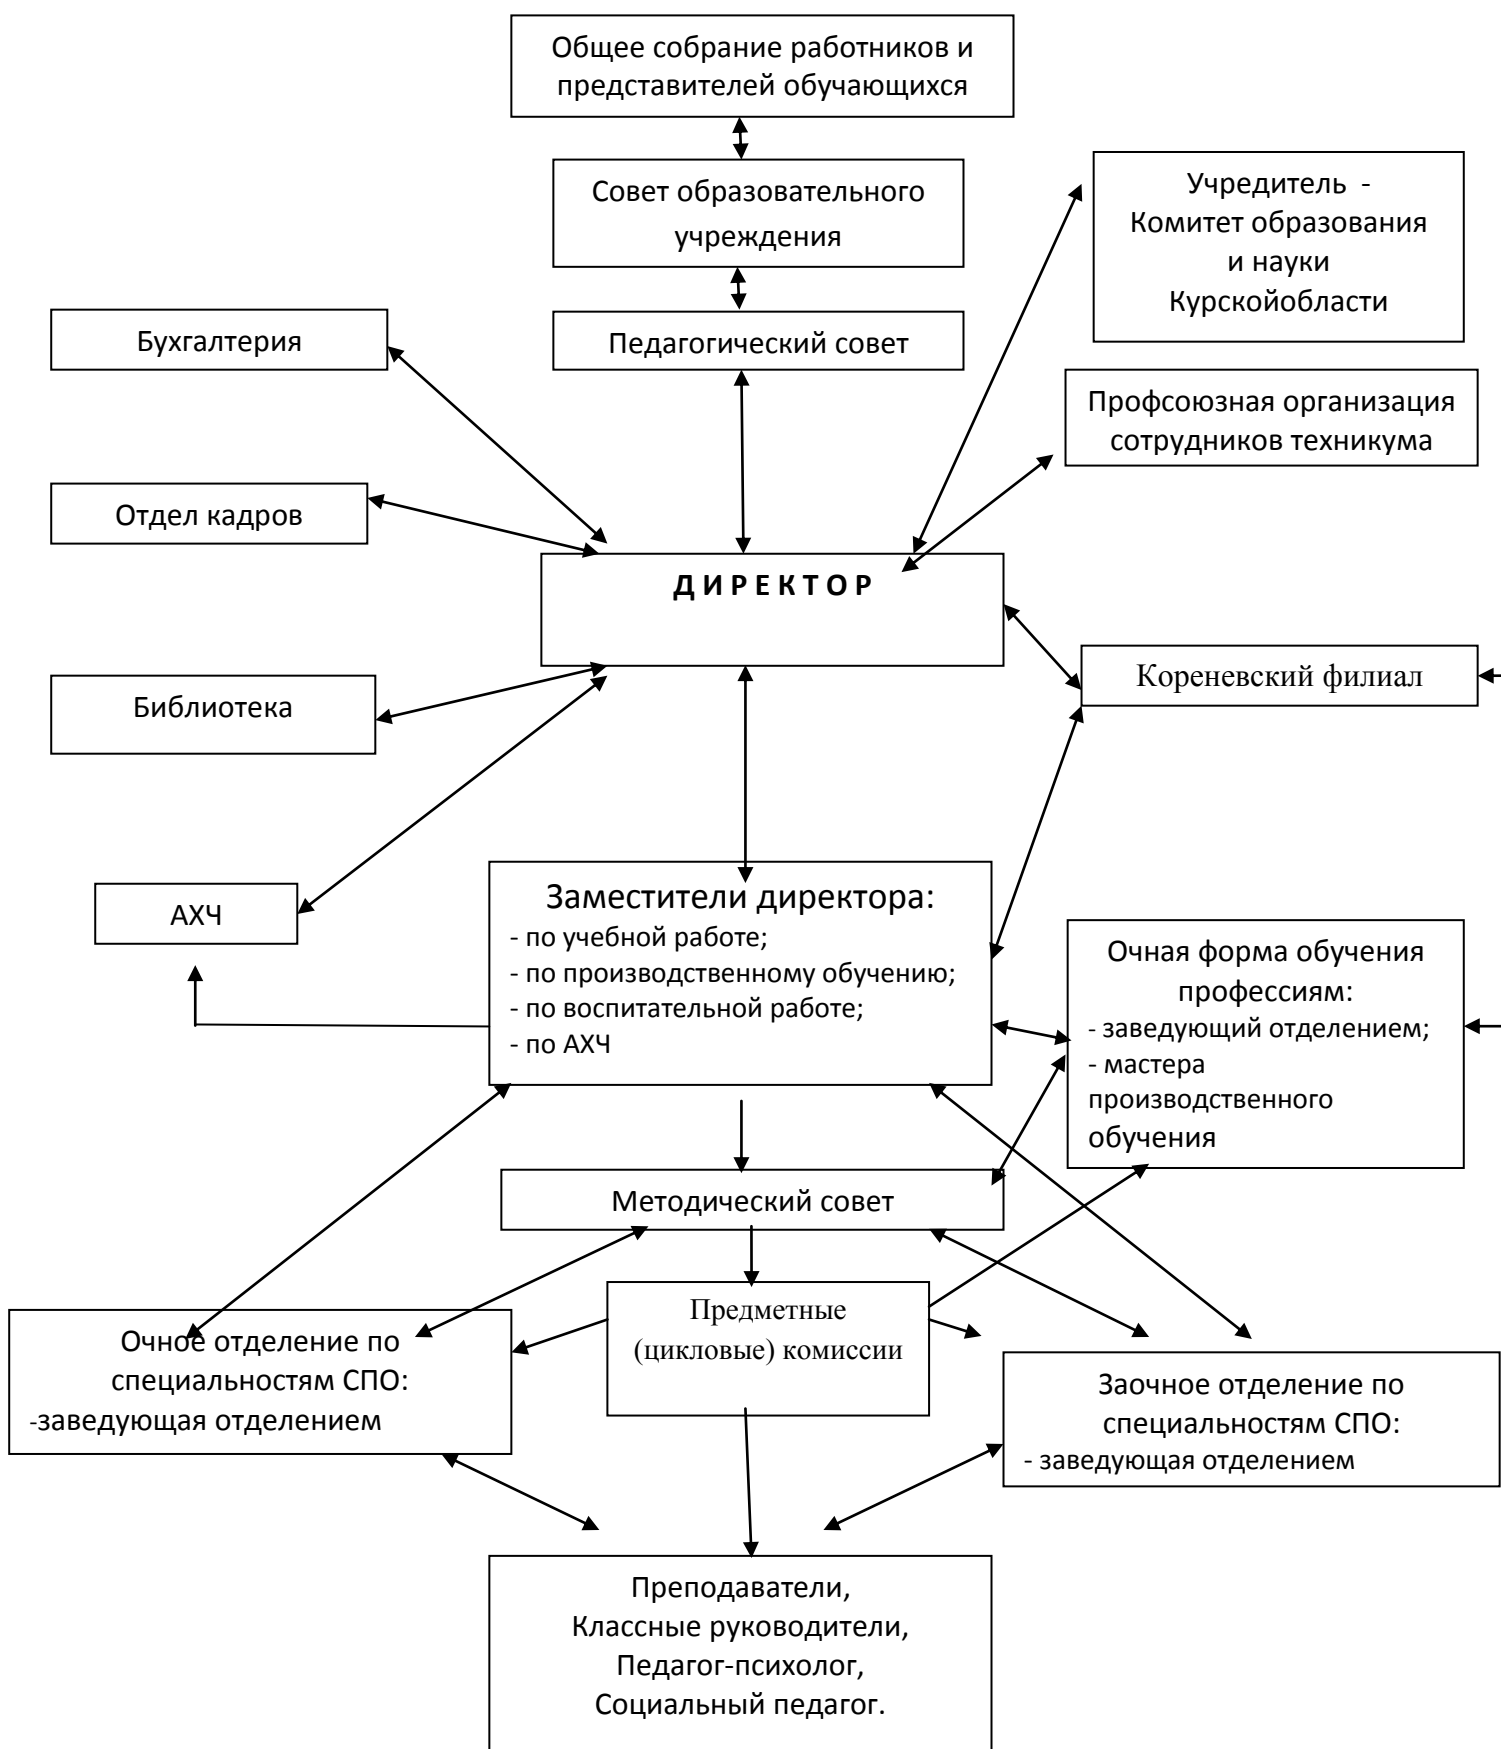 Общее собрание работников и
представителей обучающихся
Совет образовательного
учреждения
Учредитель -
Комитет образования
и науки
Курскойобласти
Бухгалтерия
Педагогический совет
Профсоюзная организация
сотрудников техникума
Отдел кадров
Д И Р Е К Т О Р
Кореневский филиал
Библиотека
АХЧ
Заместители директора:
- по учебной работе;
- по производственному обучению;
- по воспитательной работе;
- по АХЧ
Очная форма обучения
профессиям:
- заведующий отделением;
- мастера
производственного
обучения
Методический совет
Предметные
(цикловые) комиссии
Очное отделение по
специальностям СПО:
-заведующая отделением
Заочное отделение по
специальностям СПО:
- заведующая отделением
Преподаватели,
Классные руководители,
Педагог-психолог,
Социальный педагог.